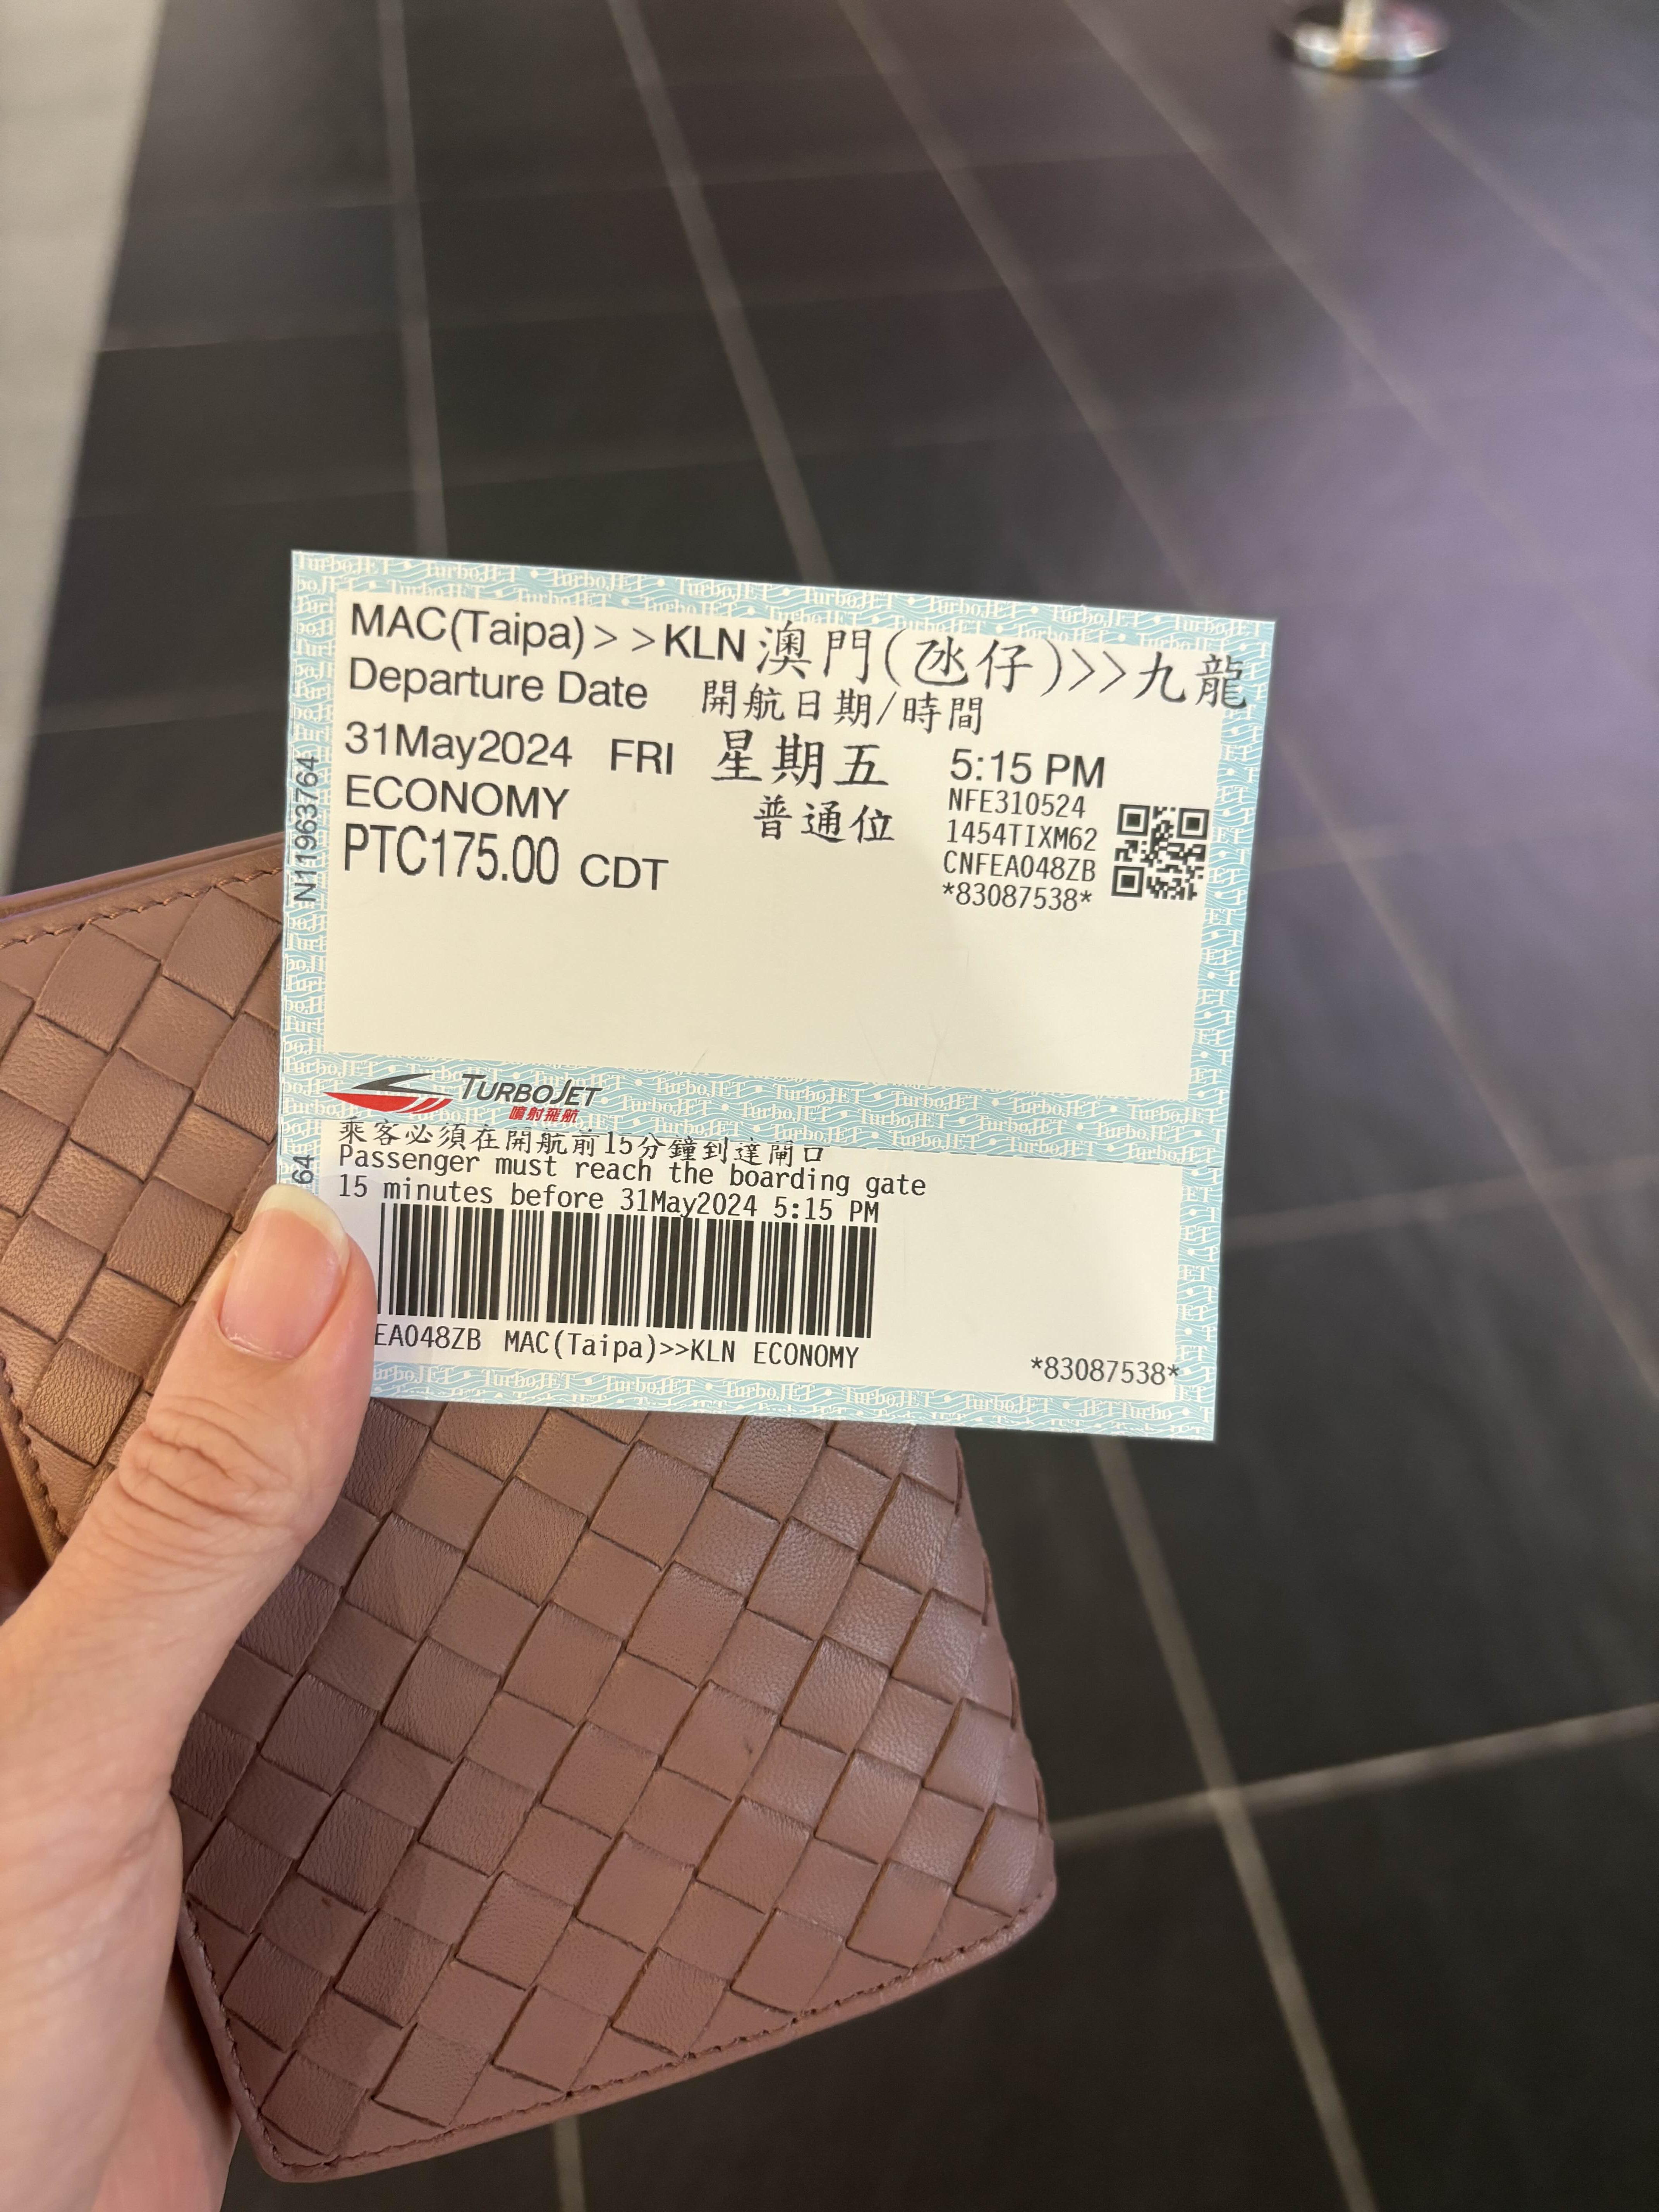 MAC(Taipa)>>KLN 澳門(氹仔)>>九龍
Departure Date 開航日期/時間
31May2024 FRI 星期五 5:15 PM
ECONOMY 普通位
PTC175.00 CDT
NFE310524
1454TIXM62
CNFEA048ZB
*83087538*
N11963764
TURBOJET
噴射飛航
乘客必須在開航前15分鐘到達閘口
Passenger must reach the boarding gate
15 minutes before 31May2024 5:15 PM
64
EA048ZB MAC(Taipa)>>KLN ECONOMY
*83087538*